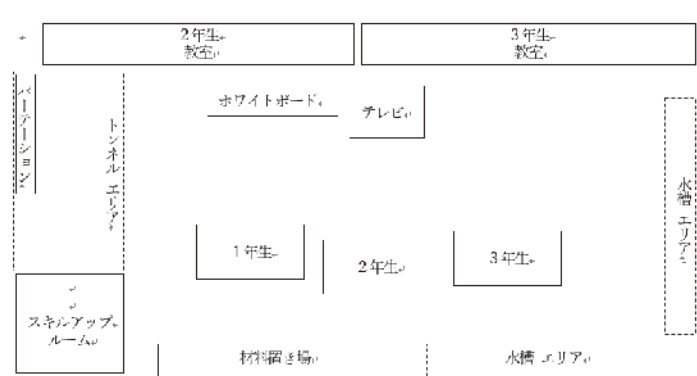 2年生
教室
3年生
教室
ホワイトボード
テレビ
パーテーション
トンネル エリア
水槽 エリア
1年生
2年生
3年生
スキルアップ
ルーム
材料置き場
水槽 エリア